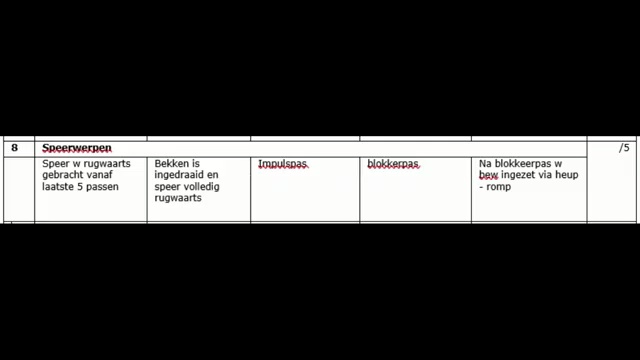 8 Speerwerpen /5
Speer w rugwaarts
gebracht vanaf
laatste 5 passen
Bekken is
ingedraaid en
speer volledig
rugwaarts
Impulspas
blokkerpas
Na blokkeerpas w
bew ingezet via heup
- romp